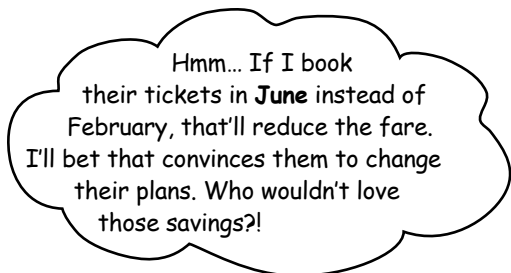 Hmm... If I book
their tickets in June instead of
February, that'll reduce the fare.
I'll bet that convinces them to change
their plans. Who wouldn't love
those savings?!